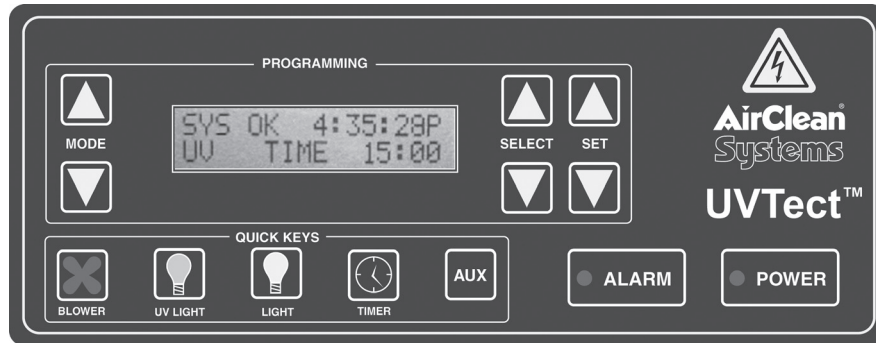 PROGRAMMING
MODE
SYS OK 4:35:28P
UV TIME 15:00
SELECT
SET
AirClean®
Systems
UVTect™
QUICK KEYS
BLOWER
UV LIGHT
LIGHT
TIMER
AUX
ALARM
POWER